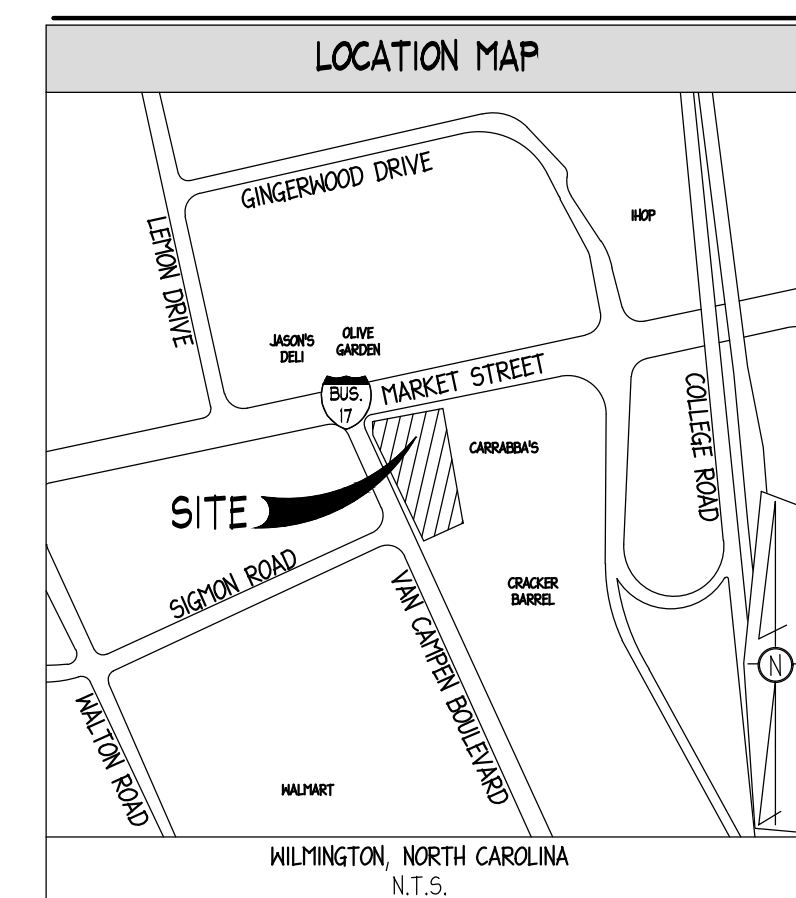 LOCATION MAP
GINGERWOOD DRIVE
IHOP
LEMON DRIVE
JASON'S
DELI
OLIVE
GARDEN
MARKET STREET
BUS.
17
COLLEGE ROAD
CARRABBA'S
SITE
SIGMON ROAD
CRACKER
BARREL
VAN CAMPEN BOULEVARD
N
WALTON ROAD
WALMART
WILMINGTON, NORTH CAROLINA
N.T.S.